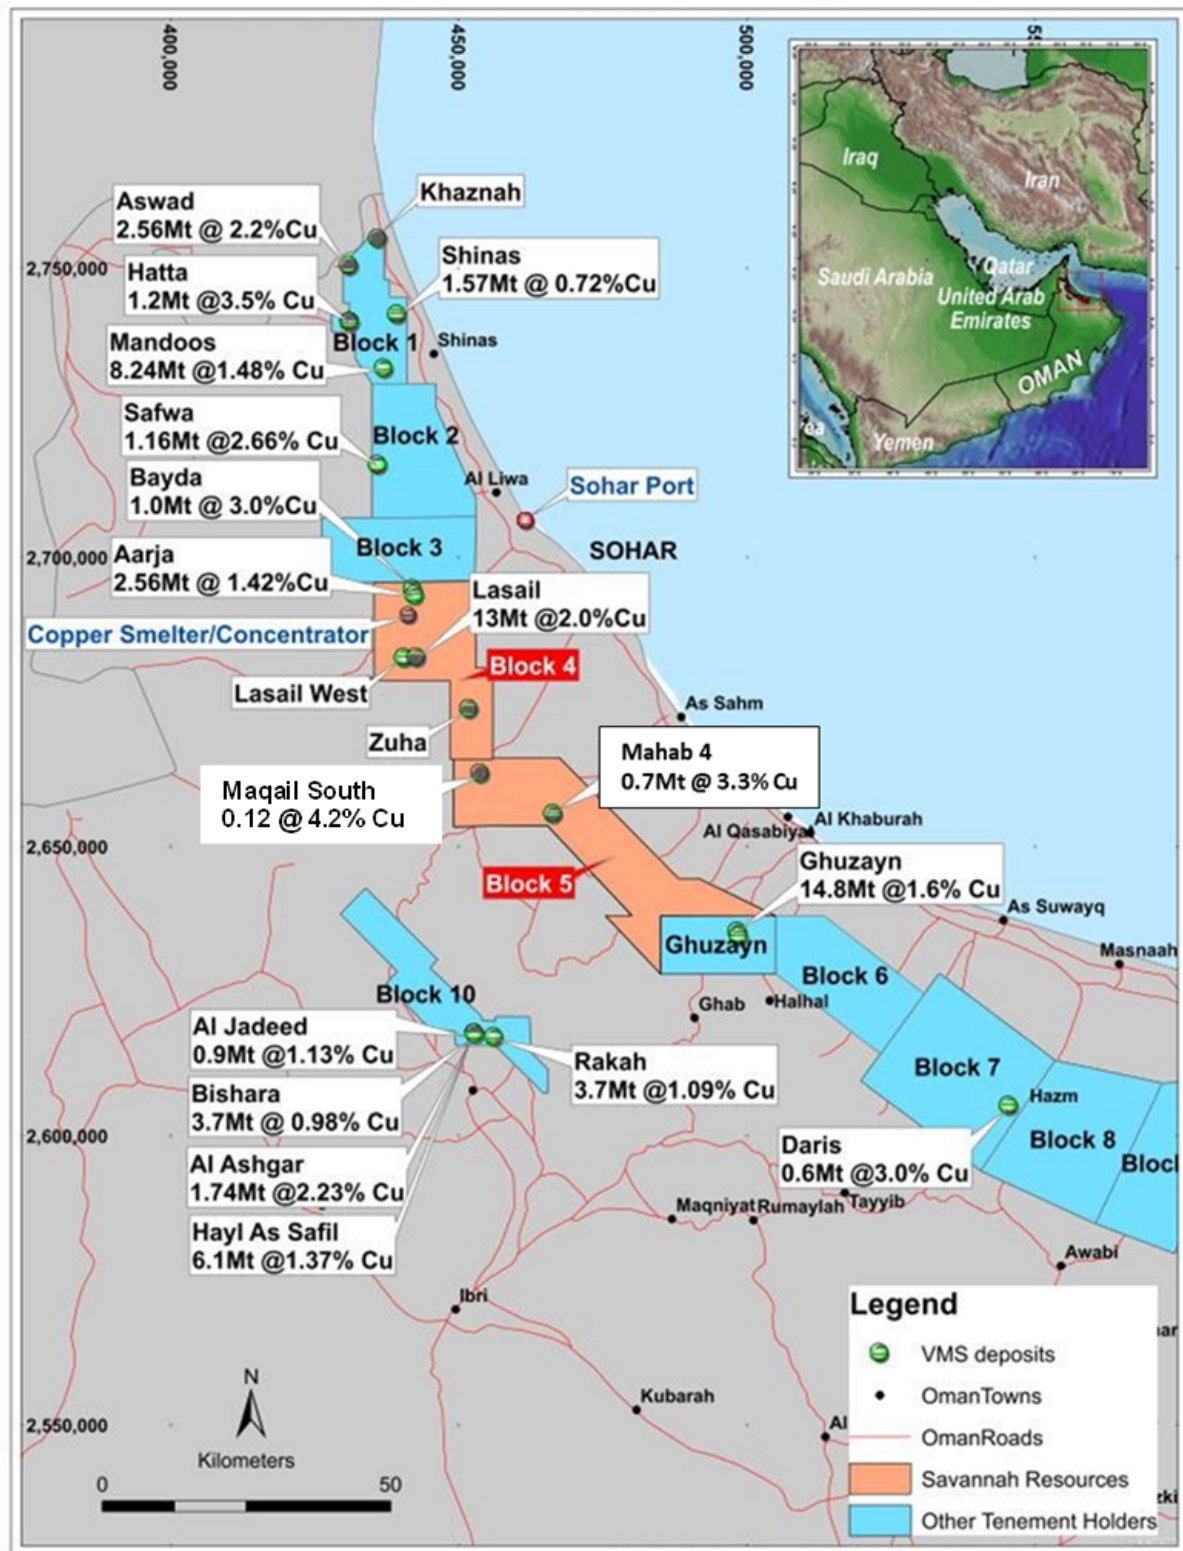 400,000
450,000
500,000
Iraq
Iran
Saudi Arabia
Qatar
United Arab
Emirates
OMAN
Yemen
ea
Aswad
2.56Mt @ 2.2%Cu
Khaznah
2,750,000
Hatta
1.2Mt @3.5% Cu
Shinas
1.57Mt @ 0.72%Cu
Block 1
Shinas
Mandoos
8.24Mt @1.48% Cu
Safwa
1.16Mt @2.66% Cu
Block 2
Bayda
1.0Mt @ 3.0% Cu
Al Liwa
Sohar Port
2,700,000
Block 3
SOHAR
Aarja
2.56Mt @ 1.42%Cu
Lasail
13Mt @2.0%Cu
Copper Smelter/Concentrator
Block 4
Lasail West
As Sahm
Zuha
Mahab 4
0.7Mt @ 3.3% Cu
Maqail South
0.12 @ 4.2% Cu
Al Khaburah
Al Qasabiya
2,650,000
Ghuzayn
14.8Mt @1.6% Cu
Block 5
As Suwayq
Ghuzayn
Masnaah
Block 6
Block 10
Ghab
Halhal
Al Jadeed
0.9Mt @1.13% Cu
Rakah
3.7Mt @1.09% Cu
Block 7
Bishara
3.7Mt @ 0.98% Cu
Hazm
2,600,000
Block 8
Daris
0.6Mt @3.0% Cu
Block
Al Ashgar
1.74Mt @2.23% Cu
Maqniyat
Rumaylah
Tayyib
Hayl As Safil
6.1Mt @1.37% Cu
Awabi
Ibri
Legend
VMS deposits
OmanTowns
OmanRoads
Savannah Resources
Other Tenement Holders
N
Kilometers
0
50
Kubarah
2,550,000
Al
ar
zki